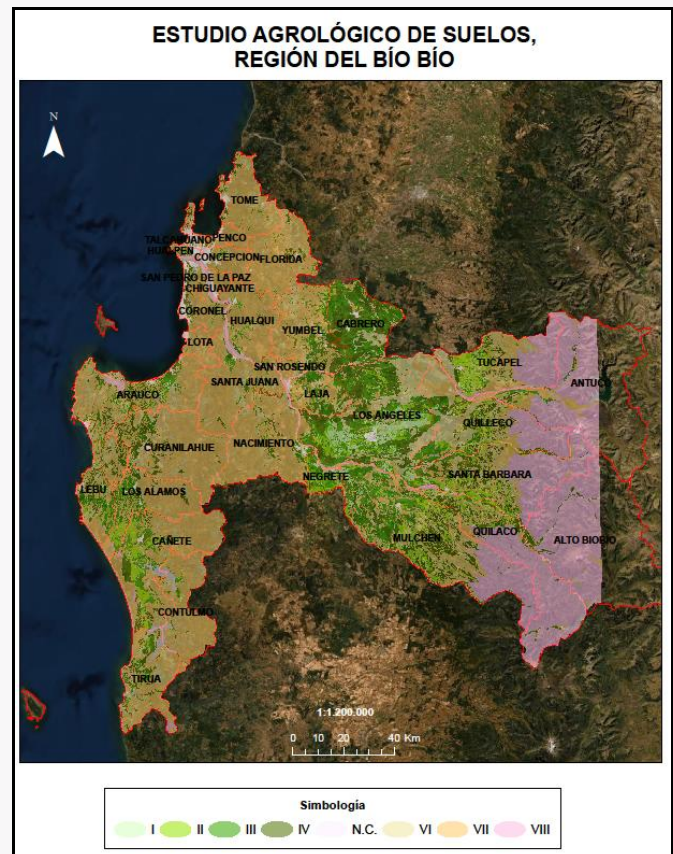 ESTUDIO AGROLÓGICO DE SUELOS,
REGIÓN DEL BÍO BÍO
N
TOME
TALCAHUANO PENCO
HUALPEN
CONCEPCION FLORIDA
SAN PEDRO DE LA PAZ
CHIGUAYANTE
CORONEL
HUALQUI
CABRERO
YUMBEL
LOTA
TUCAPEL
SAN ROSENDO
SANTA JUANA
ANTUCO
ARAUCO
LAJA
LOS ANGELES
QUILLECO
CURANILAHUE
NACIMIENTO
NEGRETE
SANTA BARBARA
LEBU
LOS ALAMOS
QUILACO
MULCHEN
ALTO BIOBIO
CAÑETE
CONTULMO
TIRUA
1:1.200.000
0 10 20 40 Km
Simbología
I II III IV N.C. VI VII VIII